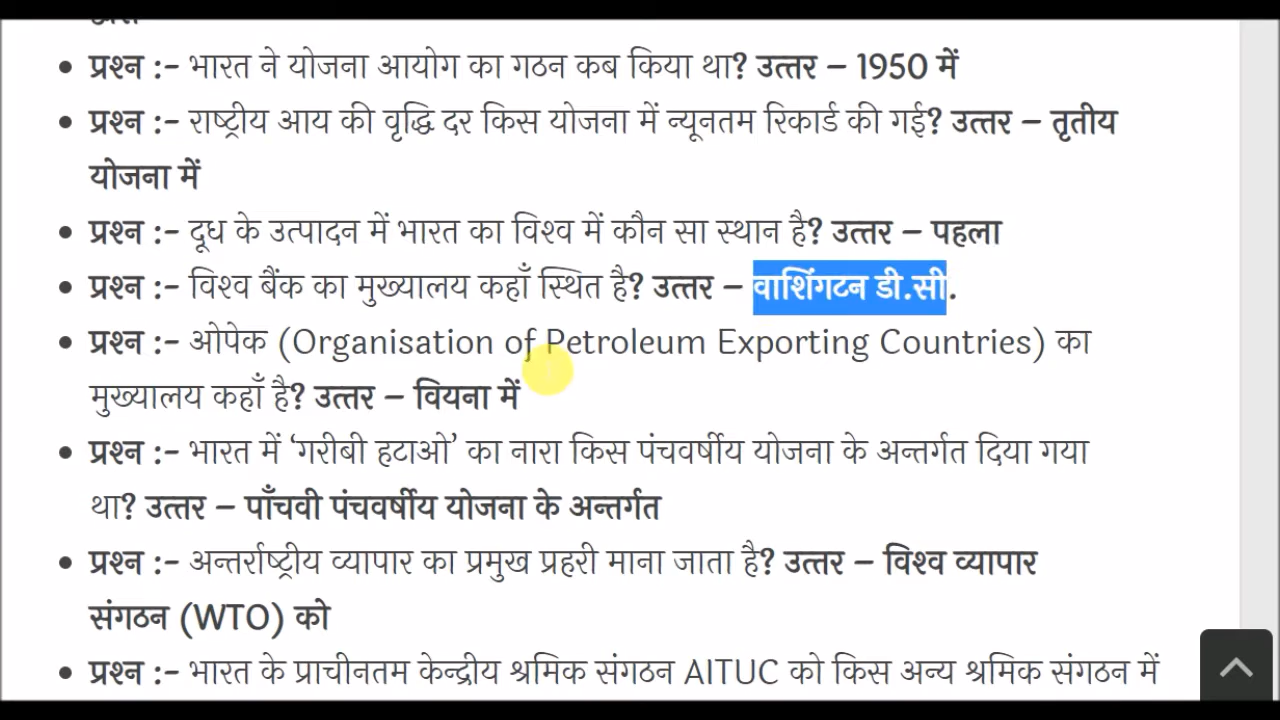 प्रश्न :- भारत ने योजना आयोग का गठन कब किया था? उत्तर – 1950 में
प्रश्न :- राष्ट्रीय आय की वृद्धि दर किस योजना में न्यूनतम रिकार्ड की गई? उत्तर – तृतीय
योजना में
प्रश्न :- दूध के उत्पादन में भारत का विश्व में कौन सा स्थान है? उत्तर – पहला
प्रश्न :- विश्व बैंक का मुख्यालय कहाँ स्थित है? उत्तर – वाशिंगटन डी.सी.
प्रश्न :- ओपेक (Organisation of Petroleum Exporting Countries) का
मुख्यालय कहाँ है? उत्तर – वियना में
प्रश्न :- भारत में ‘गरीबी हटाओ’ का नारा किस पंचवर्षीय योजना के अन्तर्गत दिया गया
था? उत्तर – पाँचवी पंचवर्षीय योजना के अन्तर्गत
प्रश्न :- अन्तर्राष्ट्रीय व्यापार का प्रमुख प्रहरी माना जाता है? उत्तर – विश्व व्यापार
संगठन (WTO) को
प्रश्न :- भारत के प्राचीनतम केन्द्रीय श्रमिक संगठन AITUC को किस अन्य श्रमिक संगठन में